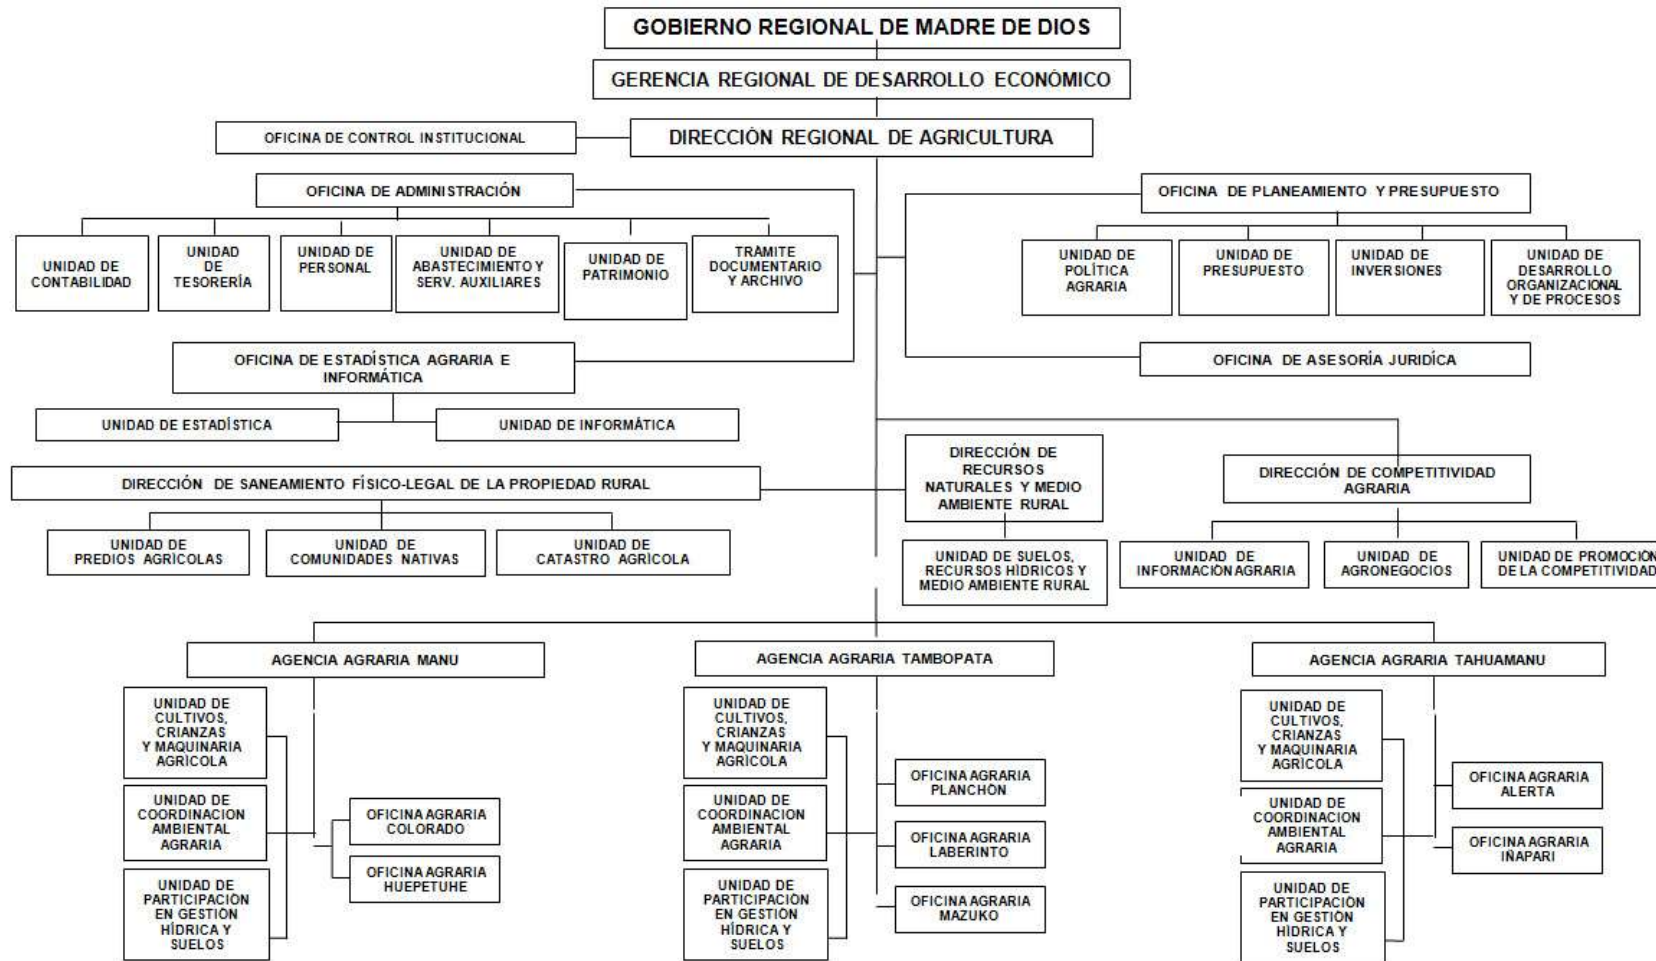 GOBIERNO REGIONAL DE MADRE DE DIOS
GERENCIA REGIONAL DE DESARROLLO ECONÓMICO
OFICINA DE CONTROL INSTITUCIONAL
DIRECCIÓN REGIONAL DE AGRICULTURA
OFICINA DE ADMINISTRACIÓN
OFICINA DE PLANEAMIENTO Y PRESUPUESTO
UNIDAD DE
CONTABILIDAD
UNIDAD
DE
TESORERÍA
UNIDAD DE
PERSONAL
UNIDAD DE
ABASTECIMIENTO Y
SERV. AUXILIARES
UNIDAD DE
PATRIMONIO
TRÁMITE
DOCUMENTARIO
Y ARCHIVO
UNIDAD DE
POLÍTICA
AGRARIA
UNIDAD DE
PRESUPUESTO
UNIDAD DE
INVERSIONES
UNIDAD DE
DESARROLLO
ORGANIZACIONAL
Y DE PROCESOS
OFICINA DE ESTADÍSTICA AGRARIA E
INFORMÁTICA
OFICINA DE ASESORÍA JURIDÍCA
UNIDAD DE ESTADÍSTICA
UNIDAD DE INFORMÁTICA
DIRECCIÓN DE SANEAMIENTO FÍSICO-LEGAL DE LA PROPIEDAD RURAL
DIRECCIÓN DE
RECURSOS
NATURALES Y MEDIO
AMBIENTE RURAL
DIRECCIÓN DE COMPETITIVIDAD
AGRARIA
UNIDAD DE
PREDIOS AGRÍCOLAS
UNIDAD DE
COMUNIDADES NATIVAS
UNIDAD DE
CATASTRO AGRÍCOLA
UNIDAD DE SUELOS,
RECURSOS HÍDRICOS Y
MEDIO AMBIENTE RURAL
UNIDAD DE
INFORMACIÓN AGRARIA
UNIDAD DE
AGRONEGOCIOS
UNIDAD DE PROMOCIÓN
DE LA COMPETITIVIDAD
AGENCIA AGRARIA MANU
AGENCIA AGRARIA TAMBOPATA
AGENCIA AGRARIA TAHUAMANU
UNIDAD DE
CULTIVOS,
CRIANZAS
Y MAQUINARIA
AGRÍCOLA
UNIDAD DE
COORDINACION
AMBIENTAL
AGRARIA
UNIDAD DE
PARTICIPACIÓN
EN GESTIÓN
HÍDRICA Y
SUELOS
OFICINA AGRARIA
COLORADO
OFICINA AGRARIA
HUEPETUHE
UNIDAD DE
CULTIVOS,
CRIANZAS
Y MAQUINARIA
AGRÍCOLA
UNIDAD DE
COORDINACION
AMBIENTAL
AGRARIA
UNIDAD DE
PARTICIPACIÓN
EN GESTIÓN
HÍDRICA Y
SUELOS
OFICINA AGRARIA
PLANCHÓN
OFICINA AGRARIA
LABERINTO
OFICINA AGRARIA
MAZUKO
UNIDAD DE
CULTIVOS,
CRIANZAS
Y MAQUINARIA
AGRÍCOLA
UNIDAD DE
COORDINACION
AMBIENTAL
AGRARIA
UNIDAD DE
PARTICIPACIÓN
EN GESTIÓN
HÍDRICA Y
SUELOS
OFICINA AGRARIA
ALERTA
OFICINA AGRARIA
IÑAPARI